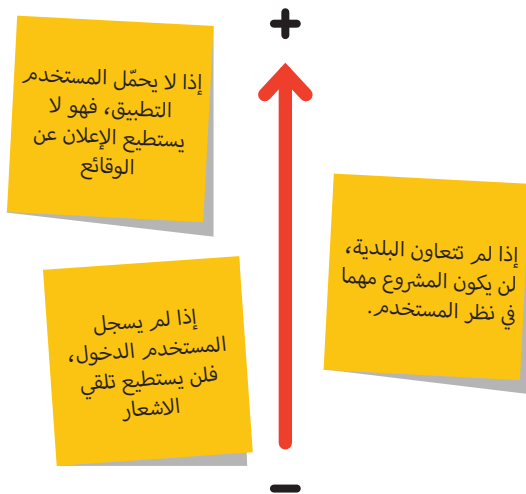 +
إذا لا يحمّل المستخدم
التطبيق، فهو لا
يستطيع الإعلان عن
الوقائع
إذا لم تتعاون البلدية،
لن يكون المشروع مهما
في نظر المستخدم.
إذا لم يسجل
المستخدم الدخول،
فلن يستطيع تلقي
الاشعار
−